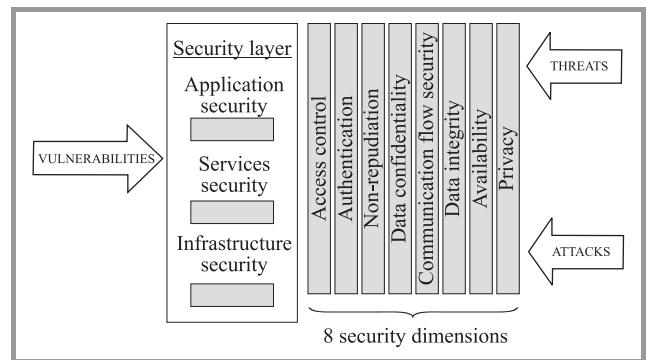 Security layer
Application
security
Services
security
Infrastructure
security
VULNERABILITIES
Access control
Authentication
Non-repudiation
Data confidentiality
Communication flow security
Data integrity
Availability
Privacy
THREATS
ATTACKS
8 security dimensions